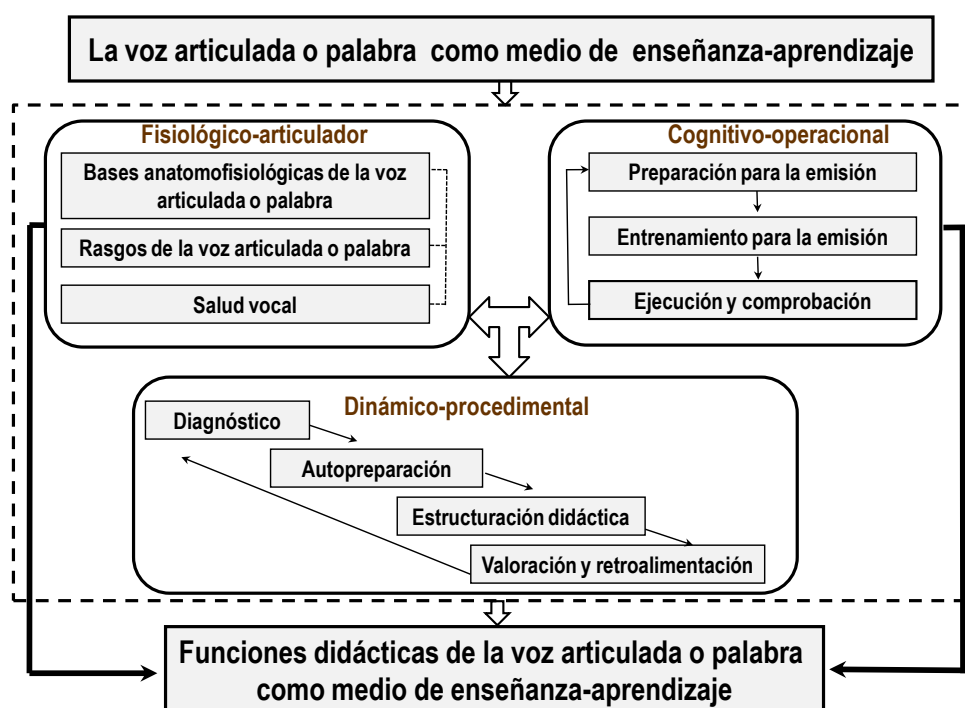 La voz articulada o palabra como medio de enseñanza-aprendizaje
Fisiológico-articulador
Bases anatomofisiológicas de la voz
articulada o palabra
Rasgos de la voz articulada o palabra
Salud vocal
Cognitivo-operacional
Preparación para la emisión
Entrenamiento para la emisión
Ejecución y comprobación
Dinámico-procedimental
Diagnóstico
Autopreparación
Estructuración didáctica
Valoración y retroalimentación
Funciones didácticas de la voz articulada o palabra
como medio de enseñanza-aprendizaje